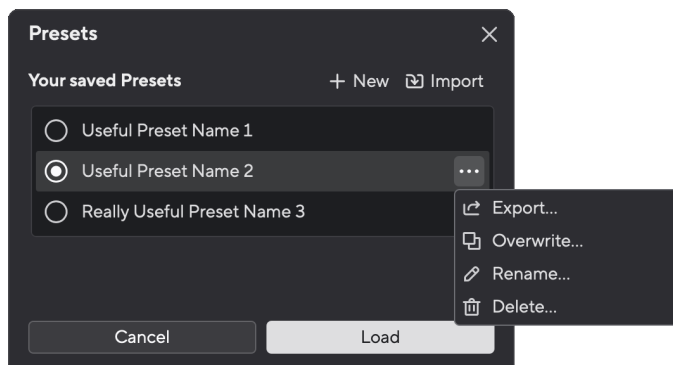 Presets
Your saved Presets
New
Import
Useful Preset Name 1
Useful Preset Name 2
Really Useful Preset Name 3
Export...
Overwrite...
Rename...
Delete...
Cancel
Load